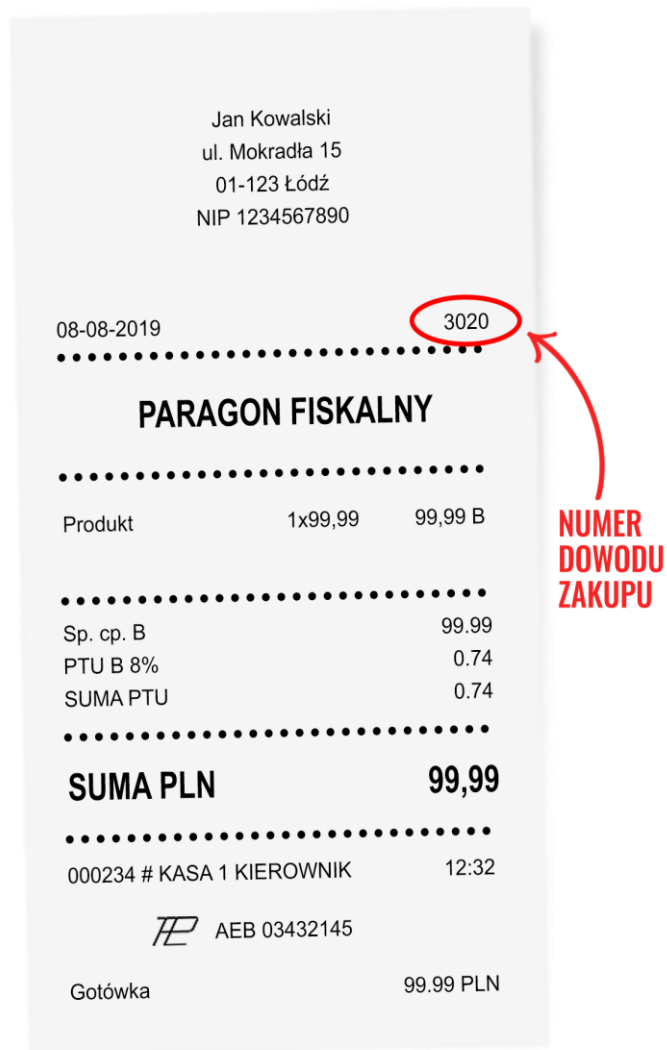 Jan Kowalski
ul. Mokradła 15
01-123 Łódź
NIP 1234567890
08-08-2019 3020
PARAGON FISKALNY
Produkt 1x99,99 99,99 B
NUMER
DOWODU
ZAKUPU
Sp. cp. B 99.99
PTU B 8% 0.74
SUMA PTU 0.74
SUMA PLN 99,99
000234 # KASA 1 KIEROWNIK 12:32
AEB 03432145
Gotówka 99.99 PLN